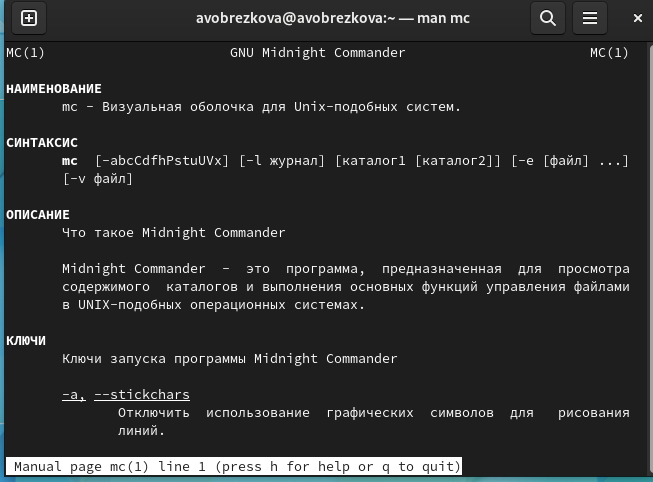 avobrezkova@avobrezkova:~ — man mc
MC(1) GNU Midnight Commander MC(1)
НАИМЕНОВАНИЕ
mc - Визуальная оболочка для Unix-подобных систем.
СИНТАКСИС
mc [-abcCdfhPstuUVx] [-l журнал] [каталог1 [каталог2]] [-e [файл] ...]
[-v файл]
ОПИСАНИЕ
Что такое Midnight Commander
Midnight Commander - это программа, предназначенная для просмотра
содержимого каталогов и выполнения основных функций управления файлами
в UNIX-подобных операционных системах.
КЛЮЧИ
Ключи запуска программы Midnight Commander
-a, --stickchars
Отключить использование графических символов для рисования
линий.
Manual page mc(1) line 1 (press h for help or q to quit)